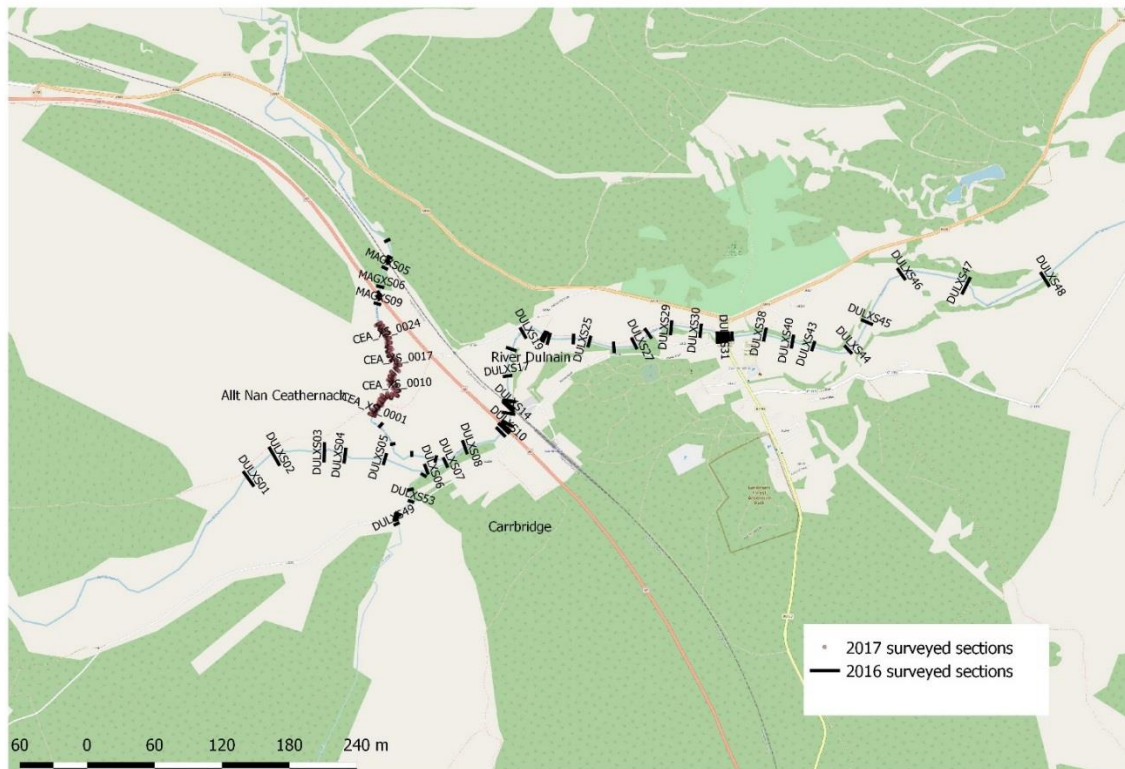 MAGXS05
MAGXS06
MAGXS09
CEA_XS_0024
CEA_XS_0017
CEA_XS_0010
CEA_XS_0001
Allt Nan Ceathernach
DULXS01
DULXS02
DULXS03
DULXS04
DULXS05
DULXS06
DULXS07
DULXS08
DULXS53
DULXS49
DULXS10
DULXS14
DULXS17
DULXS19
River Dulnain
DULXS25
DULXS27
DULXS29
DULXS30
DULXS31
DULXS38
DULXS40
DULXS43
DULXS44
DULXS45
DULXS46
DULXS47
DULXS48
Carrbridge
2017 surveyed sections
2016 surveyed sections
60 0 60 120 180 240 m